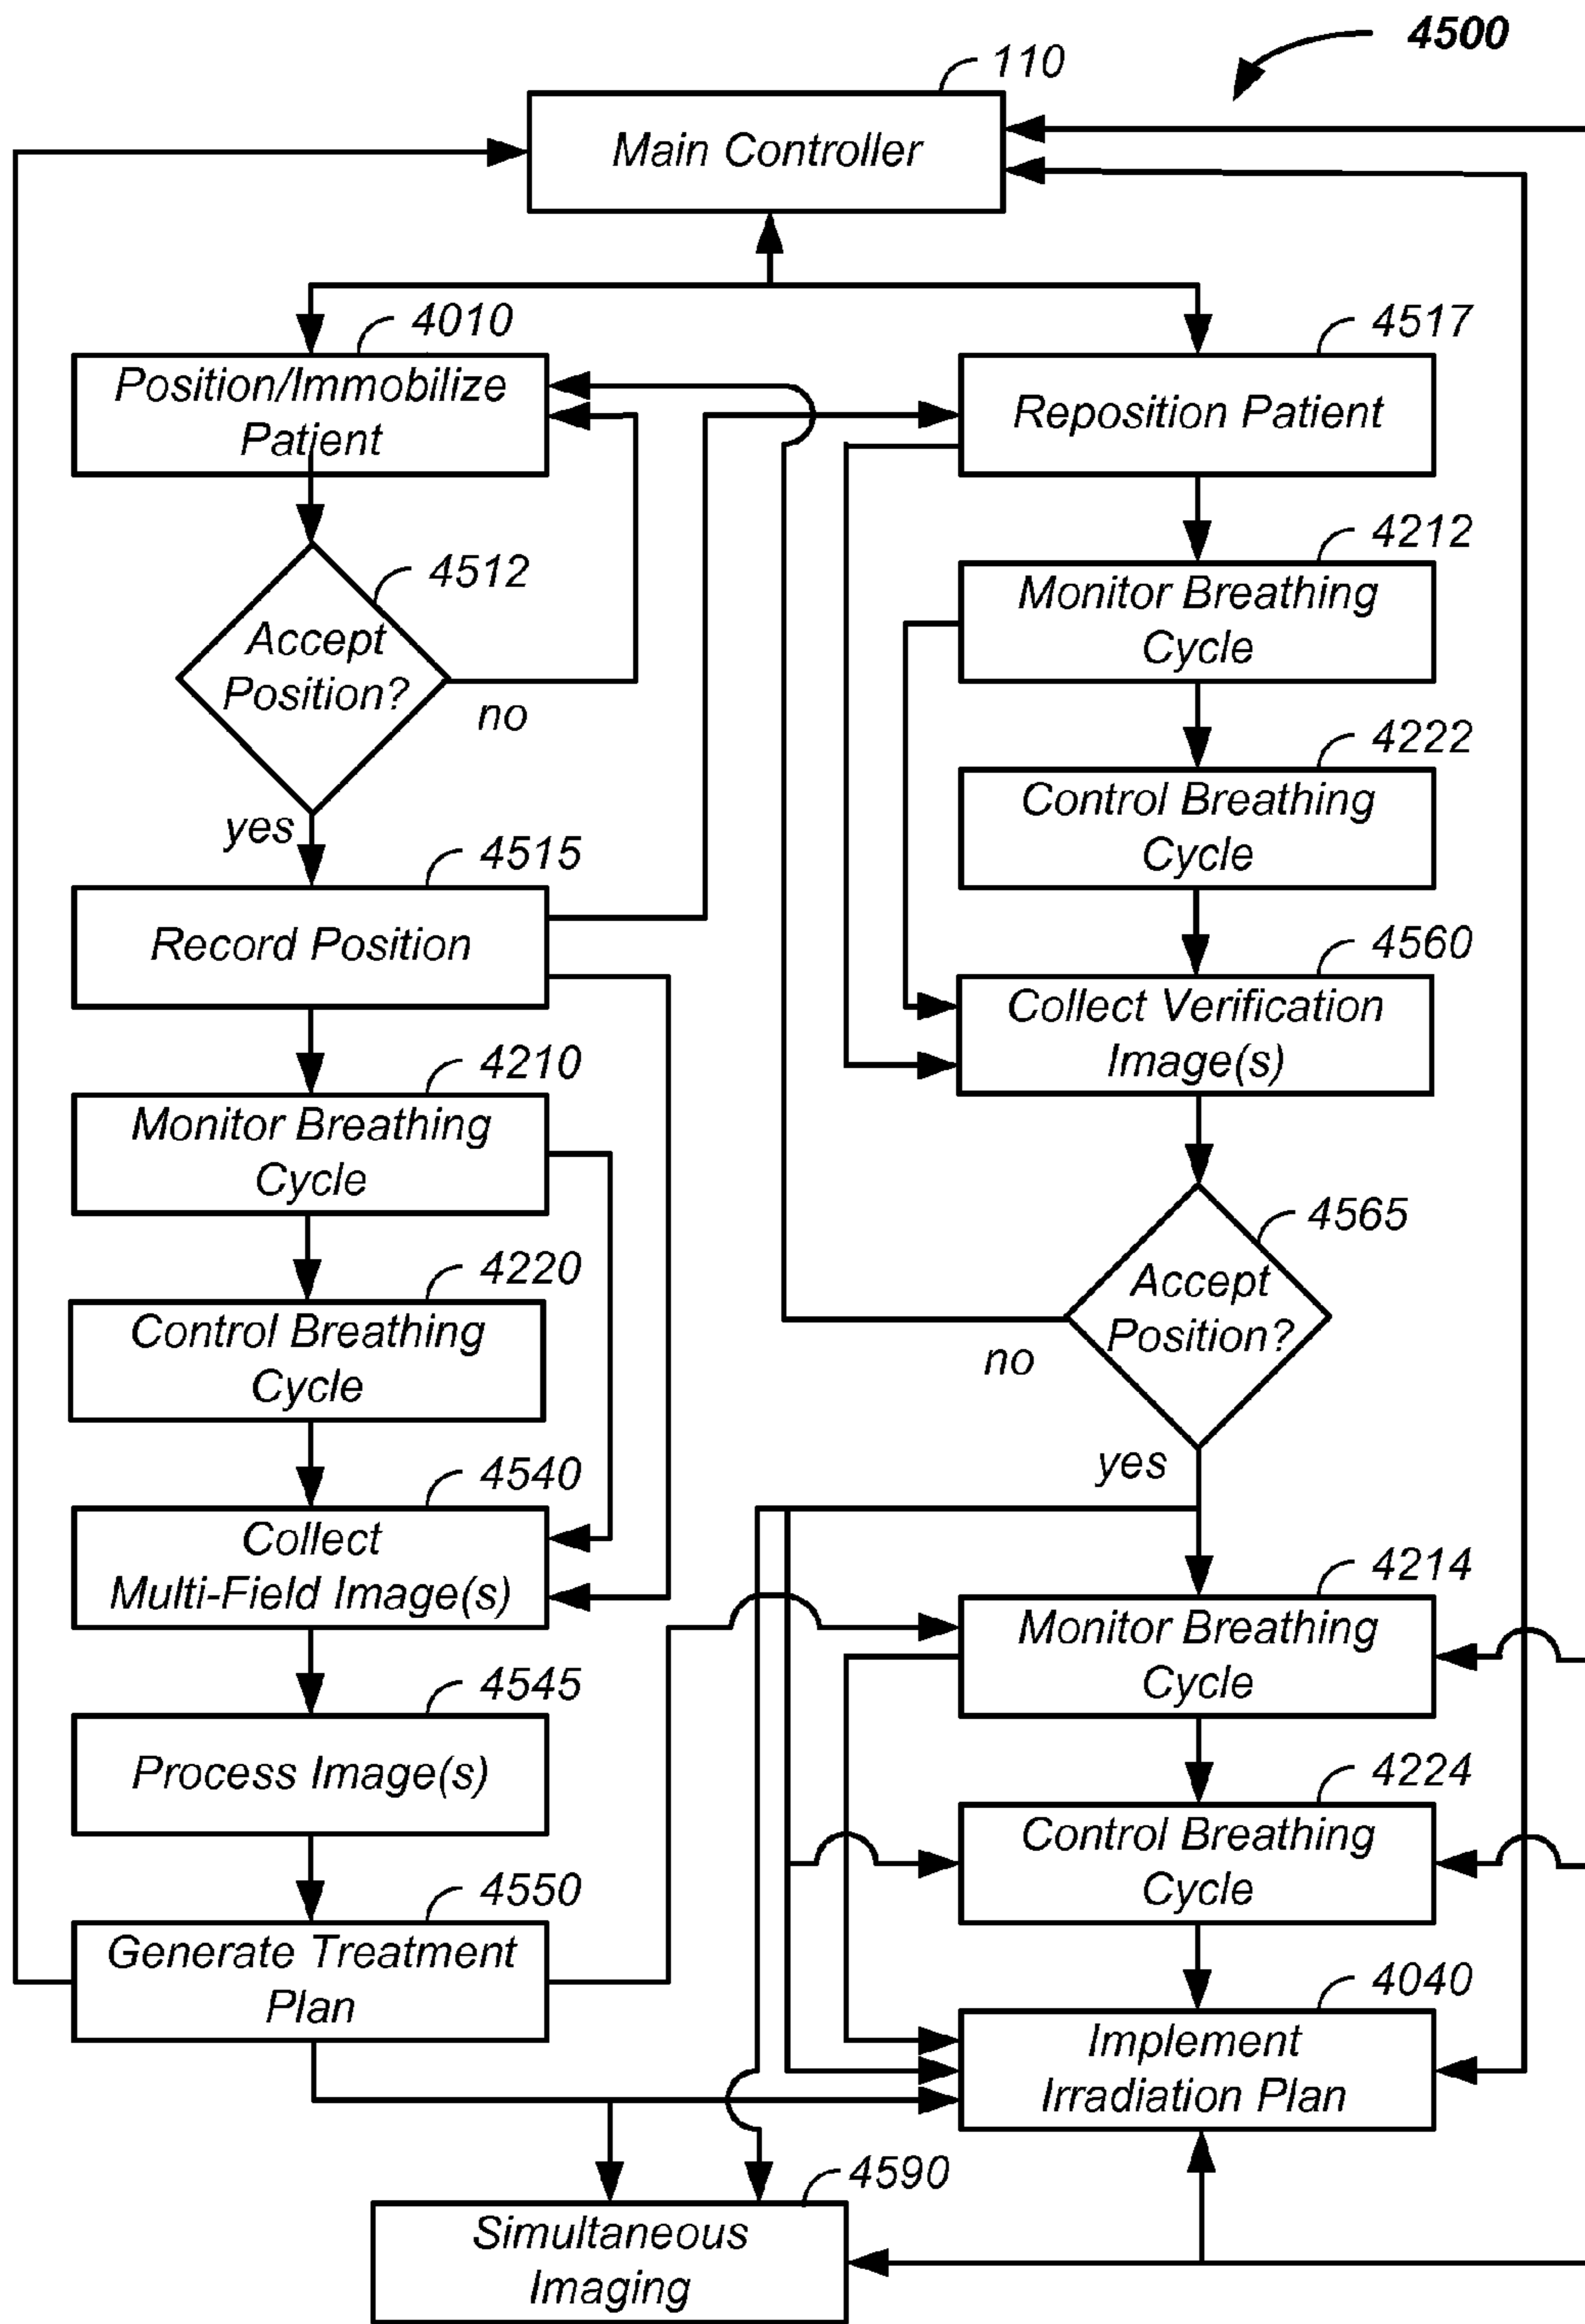 4500
110
Main Controller
4010
Position/Immobilize
Patient
4517
Reposition Patient
4512
Accept
Position?
no
yes
4212
Monitor Breathing
Cycle
4222
Control Breathing
Cycle
4515
Record Position
4560
Collect Verification
Image(s)
4210
Monitor Breathing
Cycle
4565
Accept
Position?
no
yes
4220
Control Breathing
Cycle
4540
Collect
Multi-Field Image(s)
4214
Monitor Breathing
Cycle
4545
Process Image(s)
4224
Control Breathing
Cycle
4550
Generate Treatment
Plan
4040
Implement
Irradiation Plan
4590
Simultaneous
Imaging